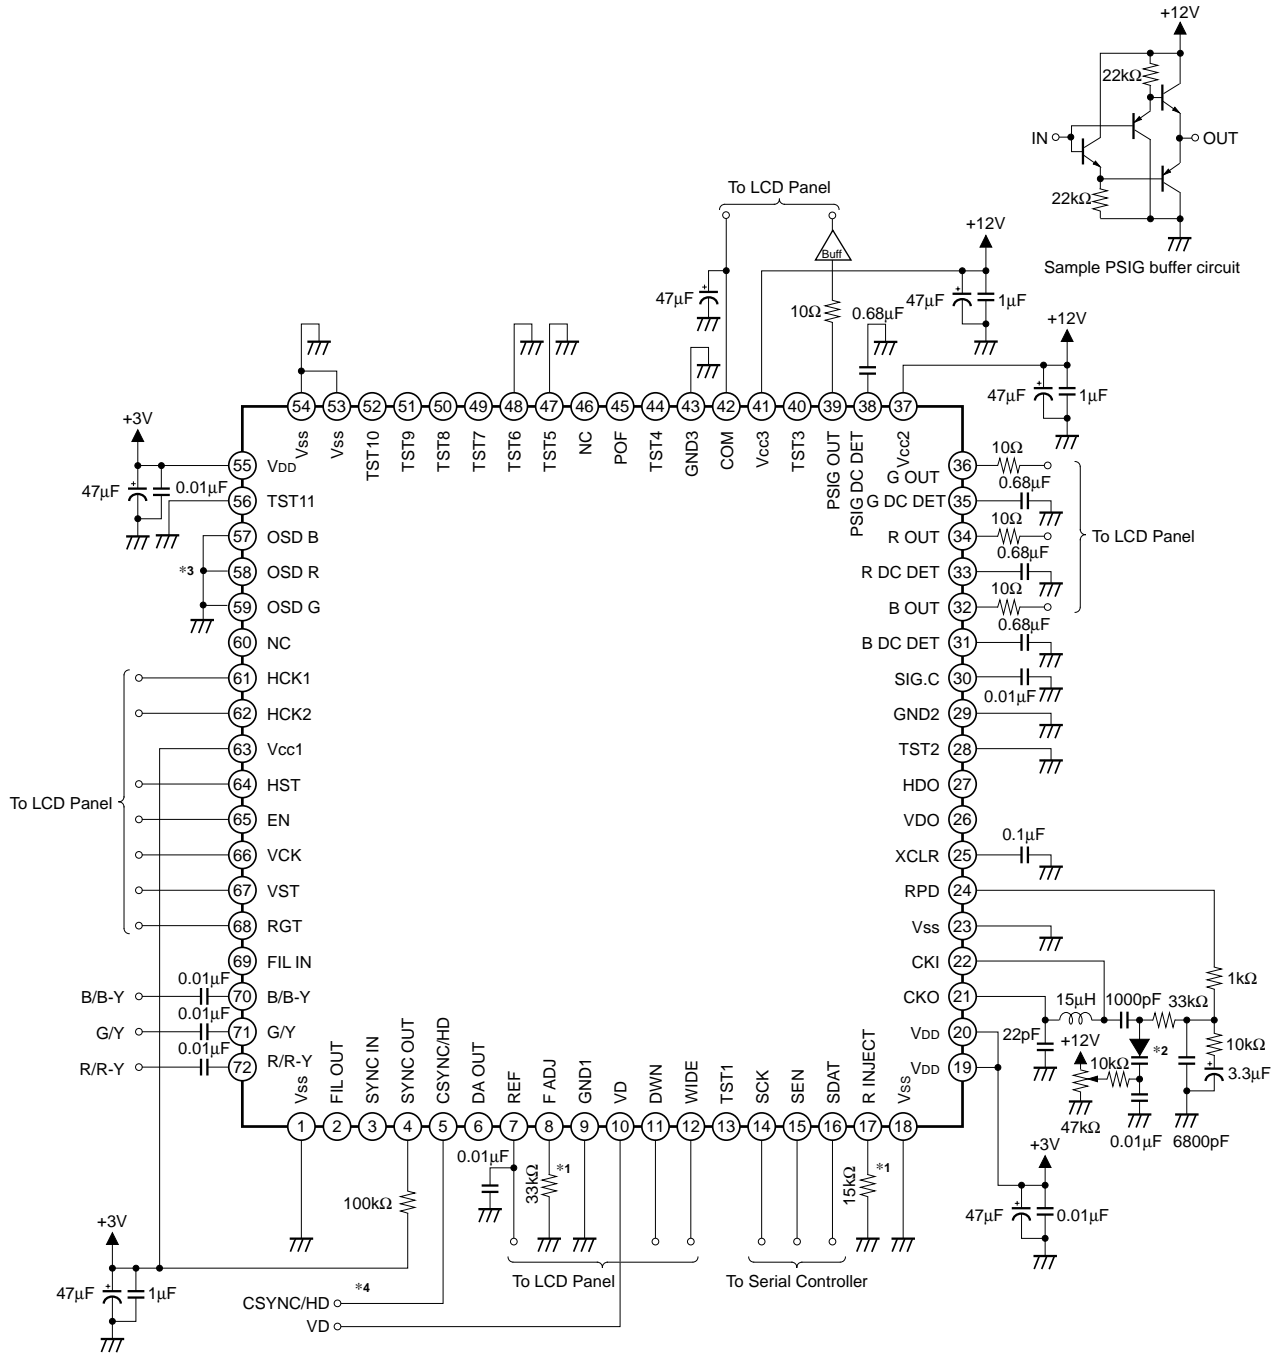 +12V
22kΩ
IN
OUT
22kΩ
Sample PSIG buffer circuit
To LCD Panel
Buff
+12V
47μF
+
10Ω
0.68μF
47μF
+
1μF
+12V
47μF
+
1μF
+3V
47μF
+
0.01μF
54 53 52 51 50 49 48 47 46 45 44 43 42 41 40 39 38 37
Vss
Vss
TST10
TST9
TST8
TST7
TST6
TST5
NC
POF
TST4
GND3
COM
Vcc3
TST3
PSIG OUT
PSIG DC DET
Vcc2
55 VDD
56 TST11
57 OSD B
*3
58 OSD R
59 OSD G
60 NC
61 HCK1
62 HCK2
63 Vcc1
64 HST
To LCD Panel
65 EN
66 VCK
67 VST
68 RGT
69 FIL IN
B/B-Y 0.01μF 70 B/B-Y
G/Y 0.01μF 71 G/Y
R/R-Y 0.01μF 72 R/R-Y
G OUT 36 10Ω
G DC DET 35 0.68μF
R OUT 34 10Ω
To LCD Panel
R DC DET 33 0.68μF
B OUT 32 10Ω
B DC DET 31 0.68μF
SIG.C 30 0.01μF
GND2 29
TST2 28
HDO 27
VDO 26
XCLR 25 0.1μF
RPD 24
Vss 23
CKI 22
CKO 21
VDD 20
VDD 19
1kΩ
15μH
1000pF
33kΩ
22pF
+12V
10kΩ
*2
10kΩ
3.3μF
+
47kΩ
0.01μF
6800pF
Vss
FIL OUT
SYNC IN
SYNC OUT
CSYNC/HD
DA OUT
REF
F ADJ
GND1
VD
DWN
WIDE
TST1
SCK
SEN
SDAT
R INJECT
Vss
1 2 3 4 5 6 7 8 9 10 11 12 13 14 15 16 17 18
100kΩ
0.01μF
33kΩ
*1
15kΩ
*1
+3V
47μF
+
0.01μF
To LCD Panel
To Serial Controller
+3V
47μF
+
1μF
*4
CSYNC/HD
VD